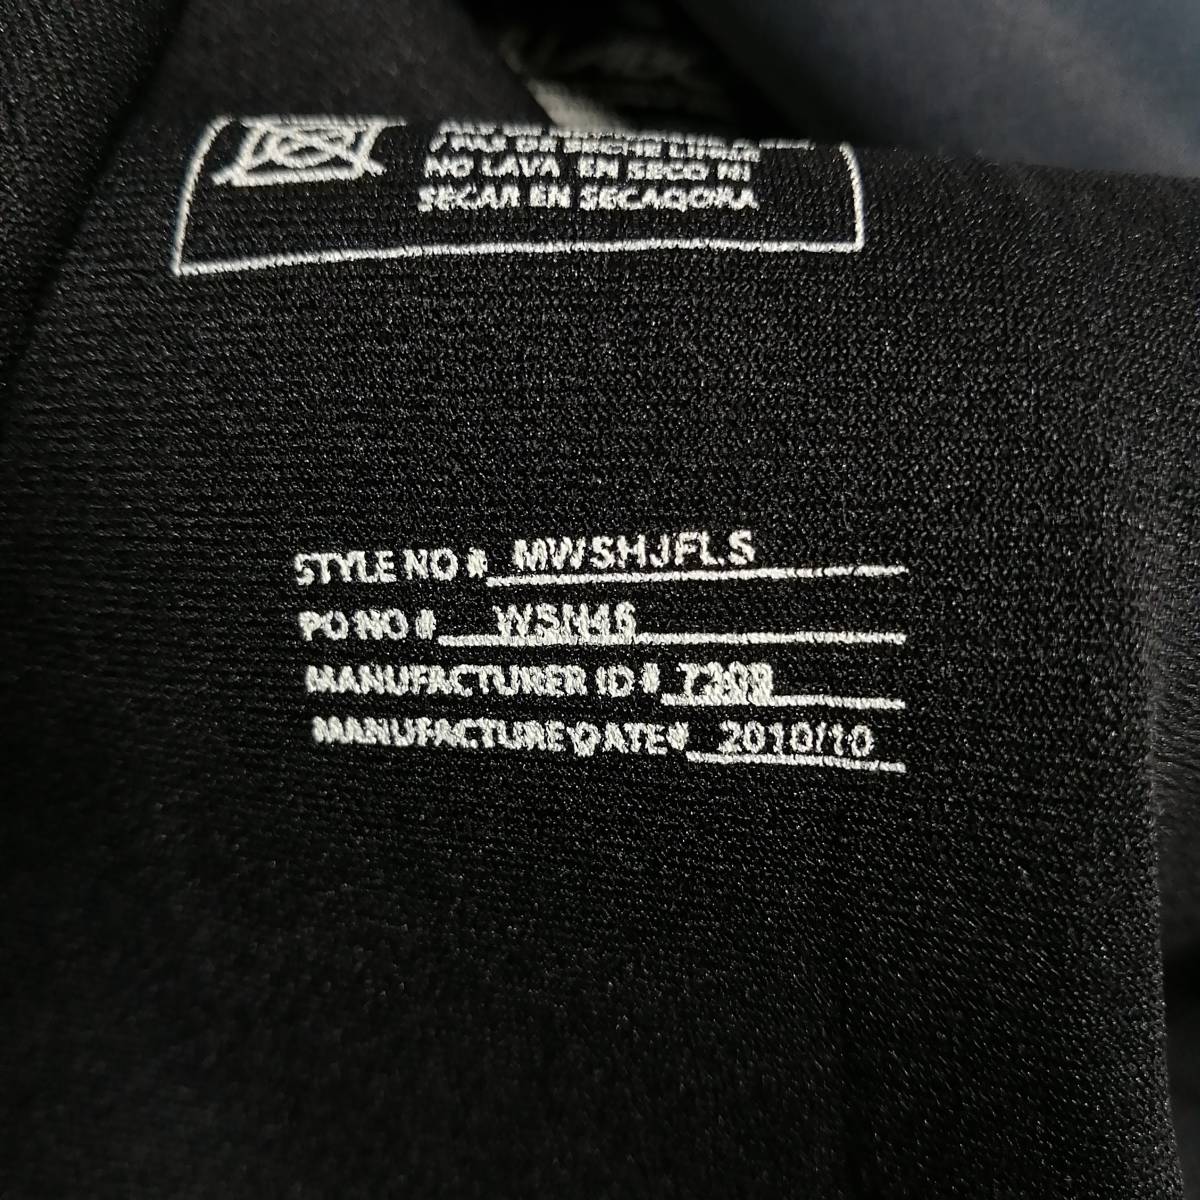 NO LAVA EN SECO NI
SECAR EN SECADORA
STYLE NO # MWSHJFLS
PO NO # WSH46
MANUFACTURER ID #
MANUFACTURE DATE# 2010/10